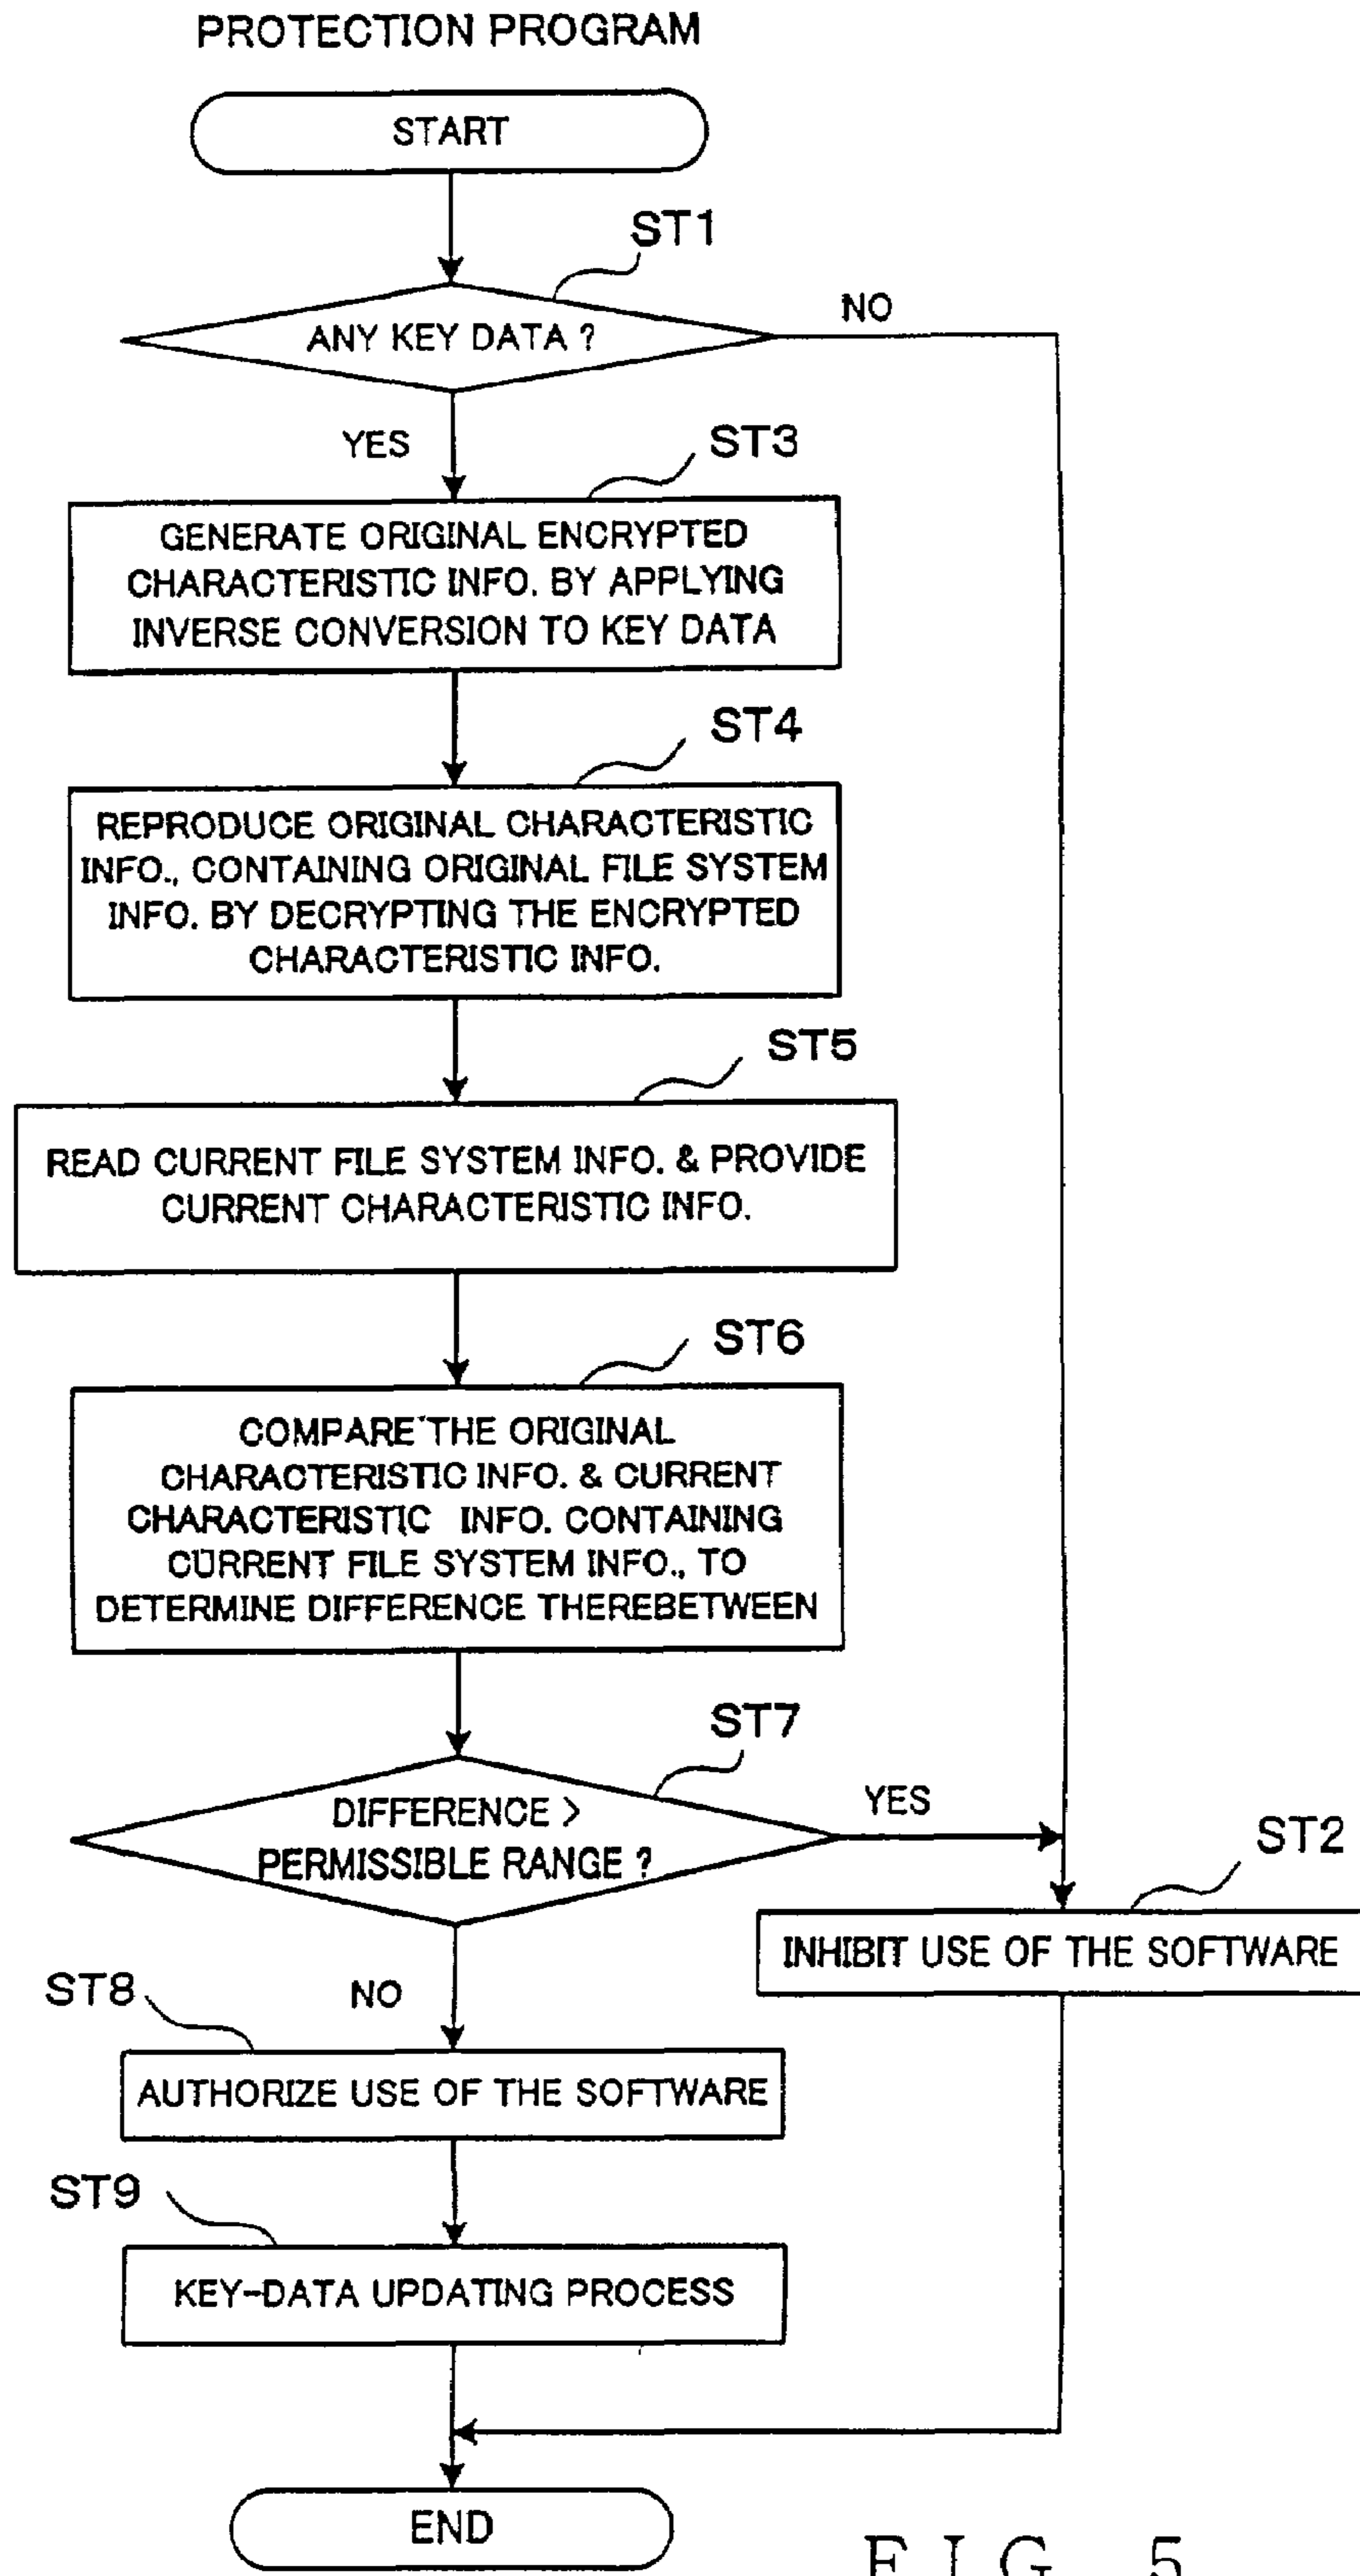 PROTECTION PROGRAM
START
ST1
ANY KEY DATA ?
NO
YES
ST3
GENERATE ORIGINAL ENCRYPTED
CHARACTERISTIC INFO. BY APPLYING
INVERSE CONVERSION TO KEY DATA
ST4
REPRODUCE ORIGINAL CHARACTERISTIC
INFO., CONTAINING ORIGINAL FILE SYSTEM
INFO. BY DECRYPTING THE ENCRYPTED
CHARACTERISTIC INFO.
ST5
READ CURRENT FILE SYSTEM INFO. & PROVIDE
CURRENT CHARACTERISTIC INFO.
ST6
COMPARE THE ORIGINAL
CHARACTERISTIC INFO. & CURRENT
CHARACTERISTIC INFO. CONTAINING
CURRENT FILE SYSTEM INFO., TO
DETERMINE DIFFERENCE THEREBETWEEN
ST7
DIFFERENCE >
PERMISSIBLE RANGE ?
YES
ST2
INHIBIT USE OF THE SOFTWARE
NO
ST8
AUTHORIZE USE OF THE SOFTWARE
ST9
KEY-DATA UPDATING PROCESS
END
FIG. 5